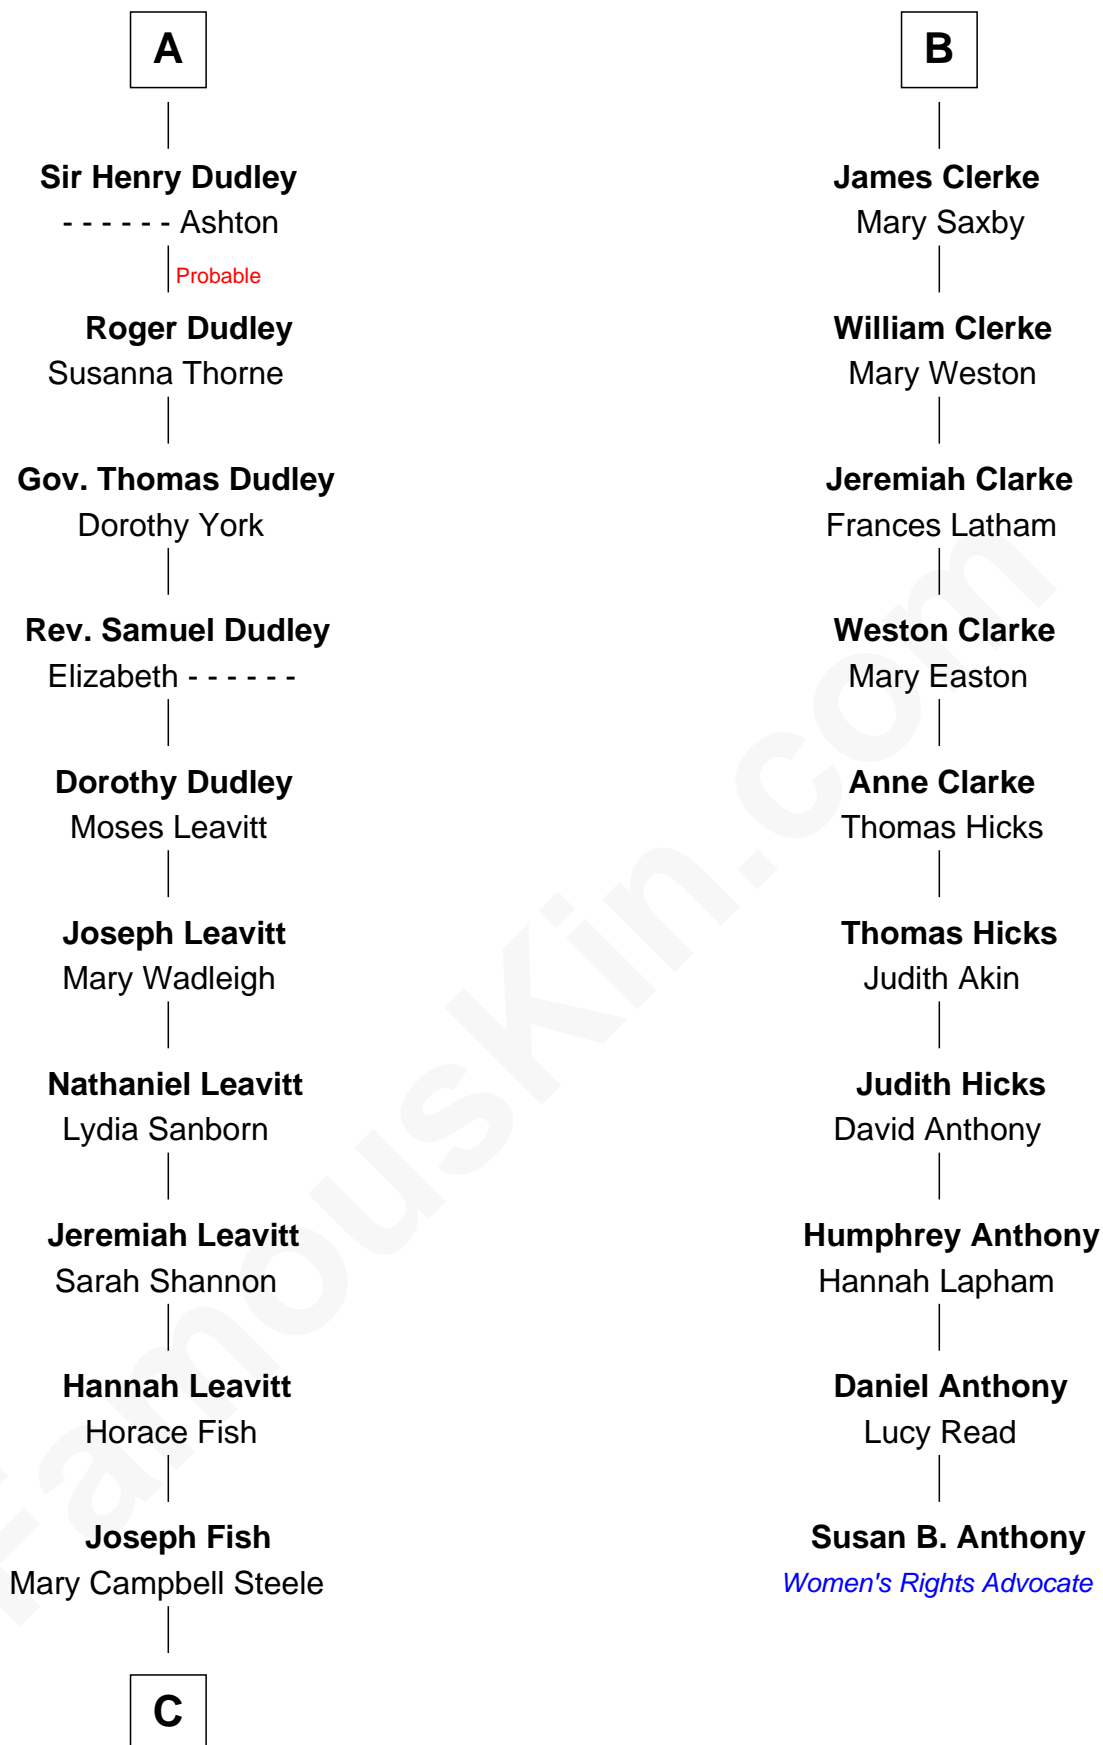 A
Sir Henry Dudley
- - - - - - Ashton
Probable
Roger Dudley
Susanna Thorne
Gov. Thomas Dudley
Dorothy York
Rev. Samuel Dudley
Elizabeth - - - - - -
Dorothy Dudley
Moses Leavitt
Joseph Leavitt
Mary Wadleigh
Nathaniel Leavitt
Lydia Sanborn
Jeremiah Leavitt
Sarah Shannon
Hannah Leavitt
Horace Fish
Joseph Fish
Mary Campbell Steele
C
B
James Clerke
Mary Saxby
William Clerke
Mary Weston
Jeremiah Clarke
Frances Latham
Weston Clarke
Mary Easton
Anne Clarke
Thomas Hicks
Thomas Hicks
Judith Akin
Judith Hicks
David Anthony
Humphrey Anthony
Hannah Lapham
Daniel Anthony
Lucy Read
Susan B. Anthony
Women's Rights Advocate
FamousKin.com